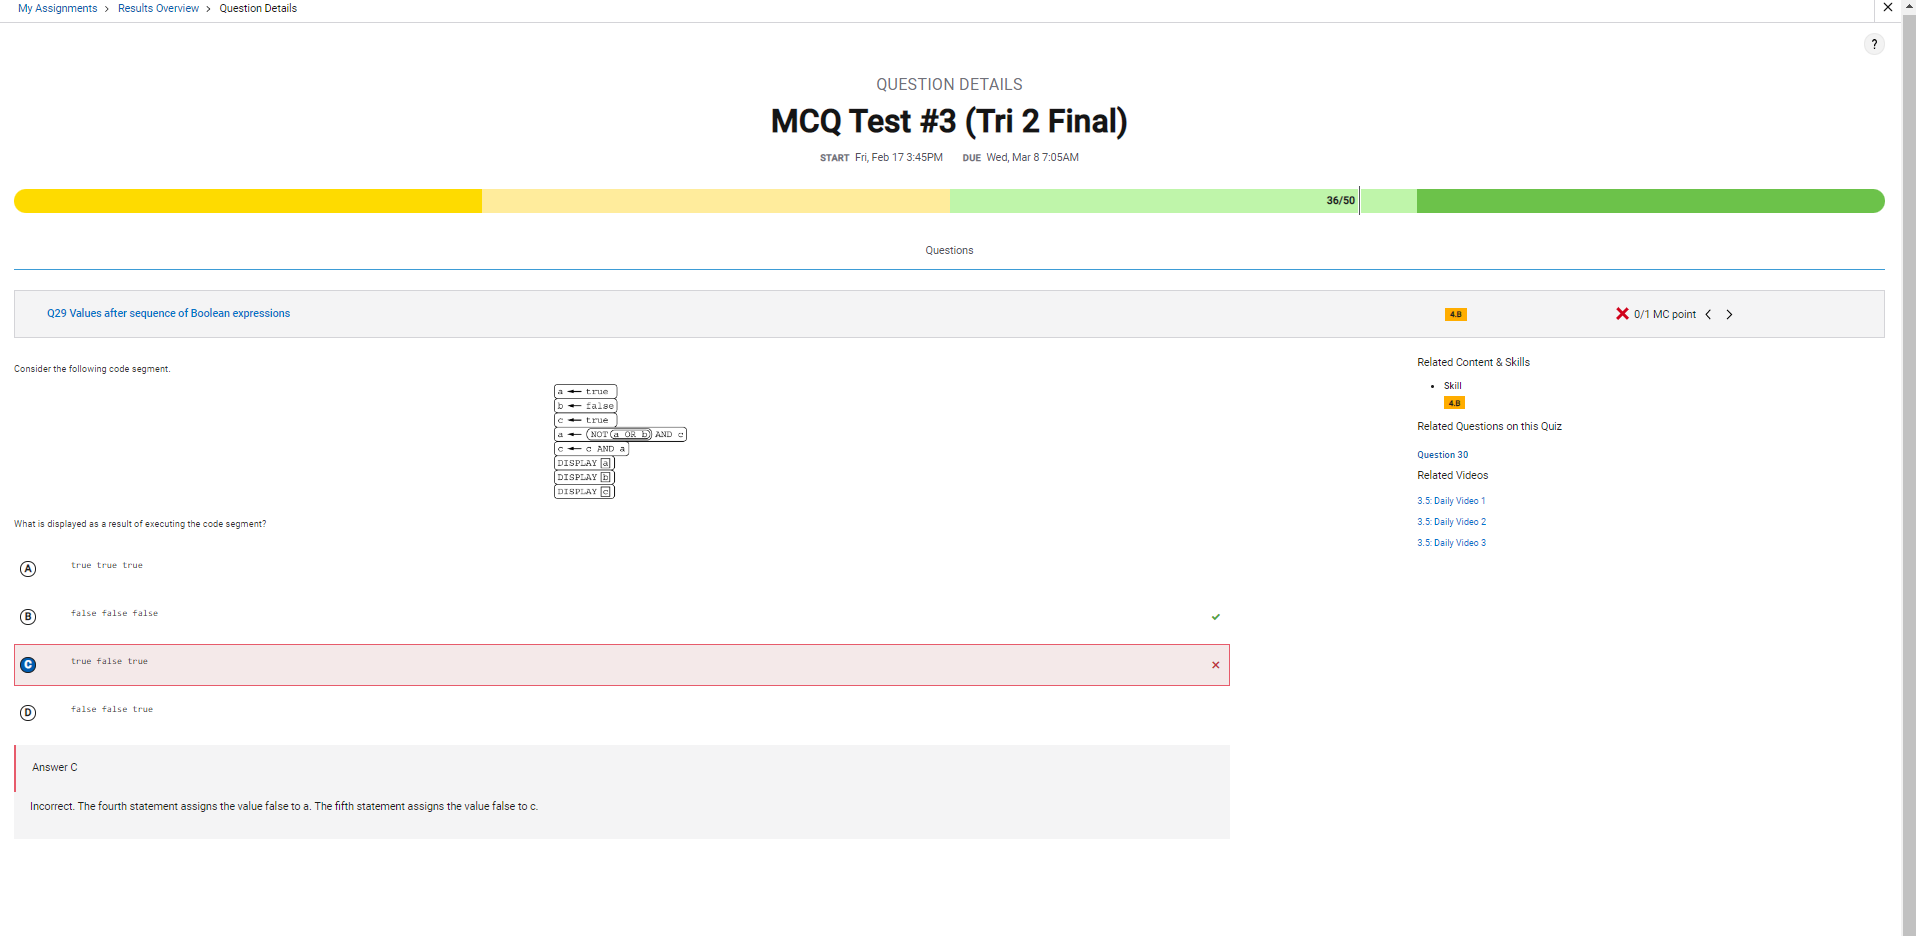 My Assignments > Results Overview > Question Details
?
QUESTION DETAILS
MCQ Test #3 (Tri 2 Final)
START Fri, Feb 17 3:45PM DUE Wed, Mar 8 7:05AM
36/50
Questions
Q29 Values after sequence of Boolean expressions 4.B 0/1 MC point < >
Consider the following code segment.
a ← true
b ← false
c ← true
a ← NOT a OR b AND c
c ← c AND a
DISPLAY a
DISPLAY b
DISPLAY c
What is displayed as a result of executing the code segment?
A true true true
B false false false
C true false true
D false false true
Answer C
Incorrect. The fourth statement assigns the value false to a. The fifth statement assigns the value false to c.
Related Content & Skills
• Skill
4.B
Related Questions on this Quiz
Question 30
Related Videos
3.5: Daily Video 1
3.5: Daily Video 2
3.5: Daily Video 3